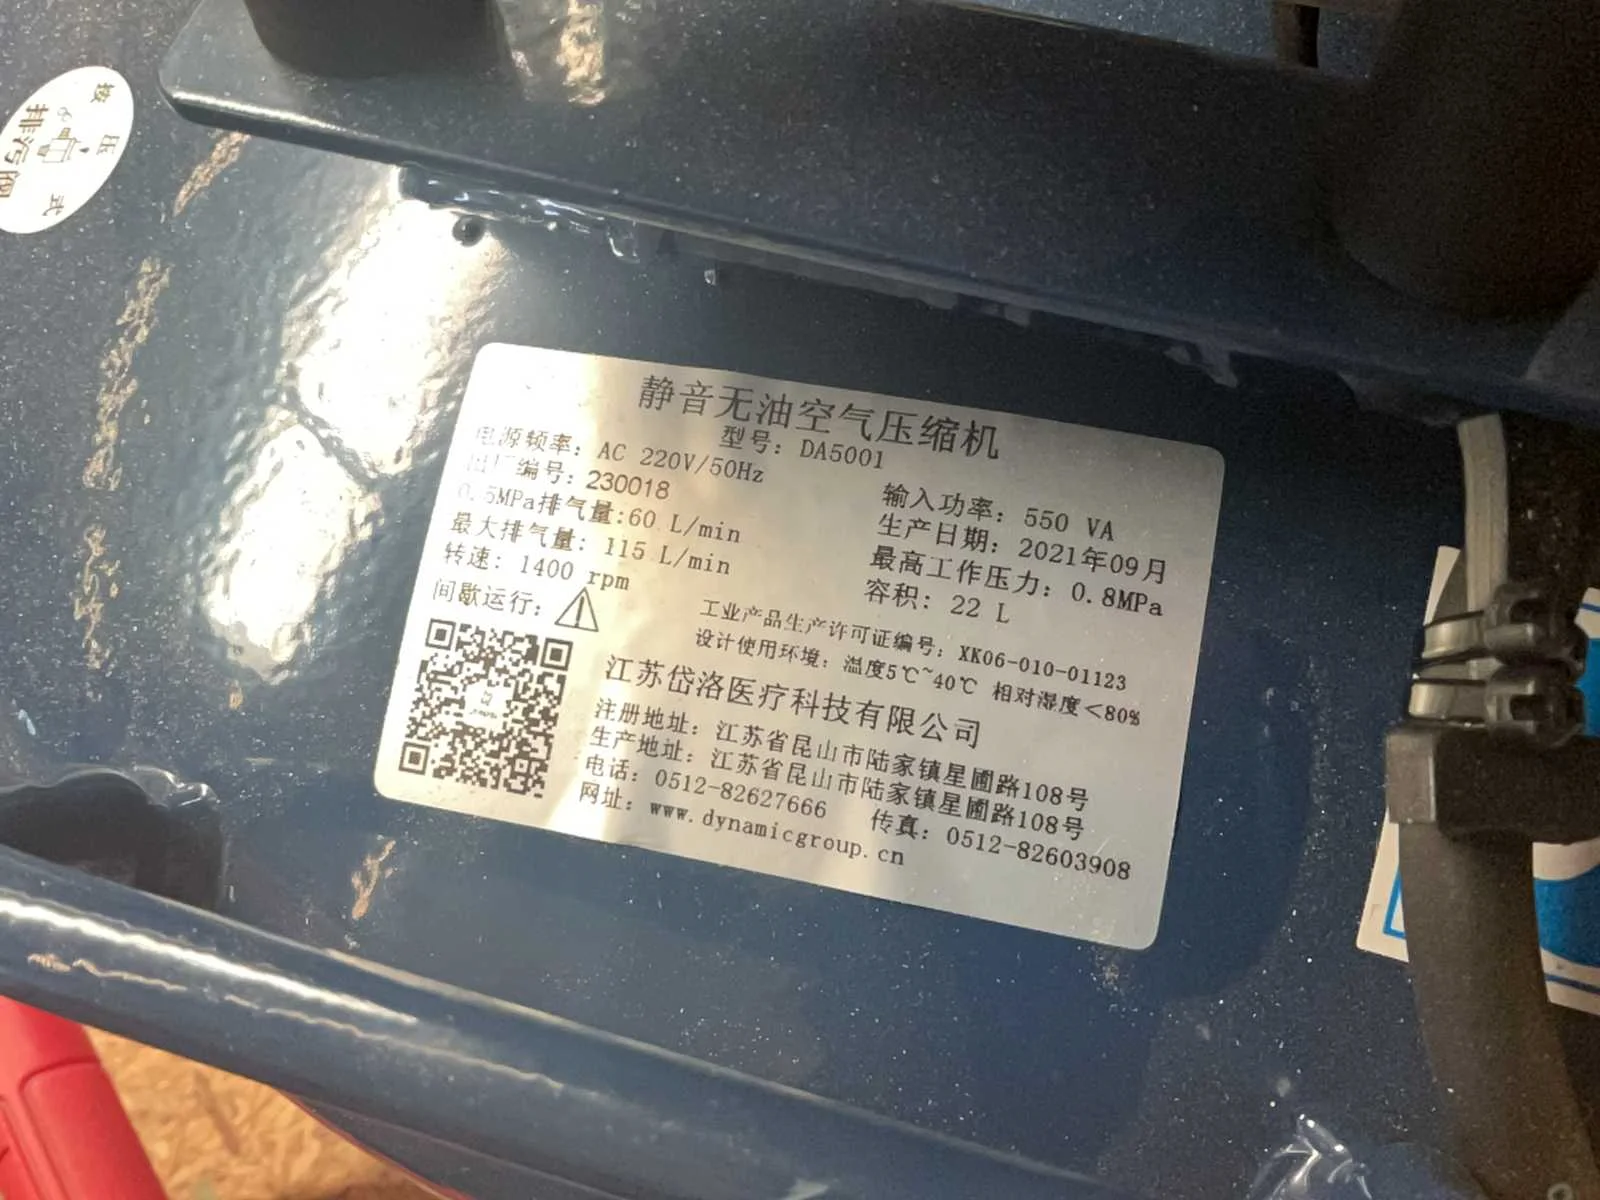 按压式
排污阀
静音无油空气压缩机
型号: DA5001
电源频率: AC 220V/50Hz
输入功率: 550 VA
出厂编号: 230018
生产日期: 2021年09月
0.5MPa排气量:60 L/min
最高工作压力: 0.8MPa
最大排气量: 115 L/min
容积: 22 L
转速: 1400 rpm
间歇运行:
工业产品生产许可证编号: XK06-010-01123
设计使用环境: 温度5℃~40℃ 相对湿度<80%
江苏岱洛医疗科技有限公司
注册地址: 江苏省昆山市陆家镇星圃路108号
生产地址: 江苏省昆山市陆家镇星圃路108号
电话: 0512-82627666 传真: 0512-82603908
网址: www.dynamicgroup.cn